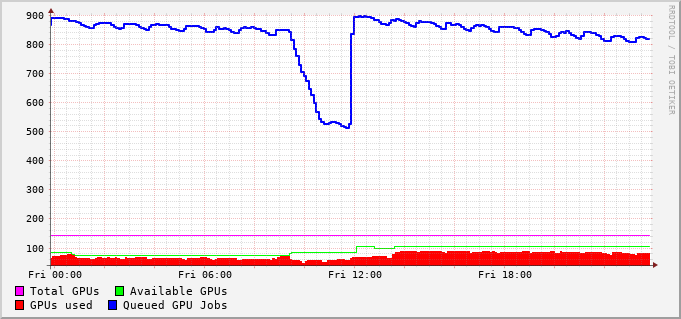 900
800
700
600
500
400
300
200
100
Fri 00:00 Fri 06:00 Fri 12:00 Fri 18:00
Total GPUs Available GPUs
GPUs used Queued GPU Jobs
RRDTOOL / TOBI OETIKER